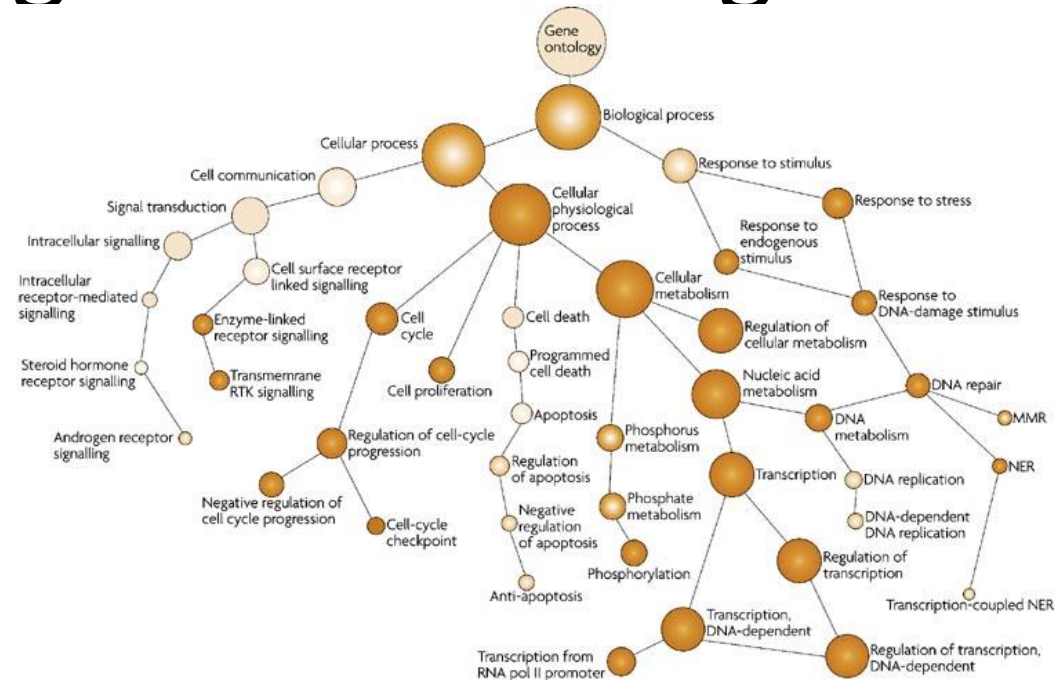 Gene
ontology
Biological process
Cellular process
Response to stimulus
Cell communication
Cellular
physiological
process
Response to stress
Signal transduction
Response to
endogenous
stimulus
Intracellular signalling
Cell surface receptor
linked signalling
Cellular
metabolism
Intracellular
receptor-mediated
signalling
Response to
DNA-damage stimulus
Enzyme-linked
receptor signalling
Cell
cycle
Cell death
Regulation of
cellular metabolism
Steroid hormone
receptor signalling
Transmemrane
RTK signalling
Cell proliferation
Programmed
cell death
Nucleic acid
metabolism
DNA repair
Apoptosis
DNA
metabolism
MMR
Androgen receptor
signalling
Regulation of cell-cycle
progression
Phosphorus
metabolism
Regulation
of apoptosis
Transcription
DNA replication
NER
Negative regulation of
cell cycle progression
Cell-cycle
checkpoint
Negative
regulation
of apoptosis
Phosphate
metabolism
DNA-dependent
DNA replication
Phosphorylation
Regulation of
transcription
Anti-apoptosis
Transcription-coupled NER
Transcription,
DNA-dependent
Transcription from
RNA pol II promoter
Regulation of transcription,
DNA-dependent